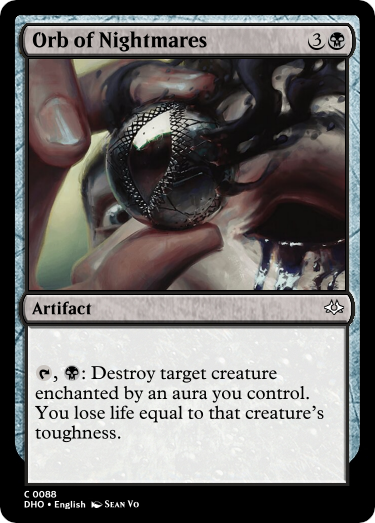 Orb of Nightmares 3
Artifact
, : Destroy target creature
enchanted by an aura you control.
You lose life equal to that creature's
toughness.
C 0088
DHO • English Sean Vo